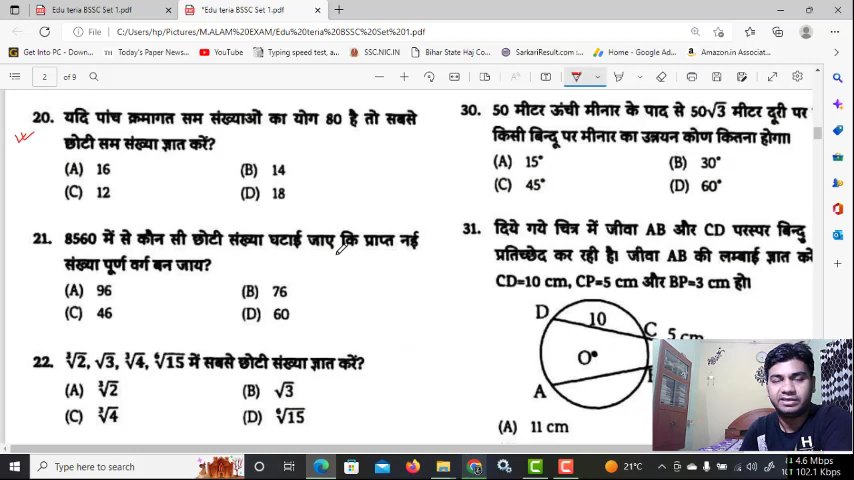 Edu teria BSSC Set 1.pdf
*Edu teria BSSC Set 1.pdf
File | C:/Users/hp/Pictures/M.ALAM%20EXAM/Edu%20teria%20BSSC%20Set%201.pdf
Get Into PC - Downl...
Today's Paper News...
YouTube
Typing speed test, a...
SSC.NIC.IN
Bihar State Haj Co...
SarkariResult.com :...
Home - Google Ads
Amazon.in Associat...
2 of 9
20. यदि पांच क्रमागत सम संख्याओं का योग 80 है तो सबसे
छोटी सम संख्या ज्ञात करें?
(A) 16 (B) 14
(C) 12 (D) 18
21. 8560 में से कौन सी छोटी संख्या घटाई जाए कि प्राप्त नई
संख्या पूर्ण वर्ग बन जाय?
(A) 96 (B) 76
(C) 46 (D) 60
22. ∛2, √3, ∛4, ⁶√15 में सबसे छोटी संख्या ज्ञात करें?
(A) ∛2 (B) √3
(C) ∛4 (D) ⁶√15
30. 50 मीटर ऊंची मीनार के पाद से 50√3 मीटर दूरी पर
किसी बिन्दू पर मीनार का उन्नयन कोण कितना होगा।
(A) 15° (B) 30°
(C) 45° (D) 60°
31. दिये गये चित्र में जीवा AB और CD परस्पर बिन्दु
प्रतिच्छेद कर रही है। जीवा AB की लम्बाई ज्ञात करें
CD=10 cm, CP=5 cm और BP=3 cm हो।
D 10 C 5 cm
O
A
(A) 11 cm
Type here to search
21°C
4.6 Mbps
102.1 kbps